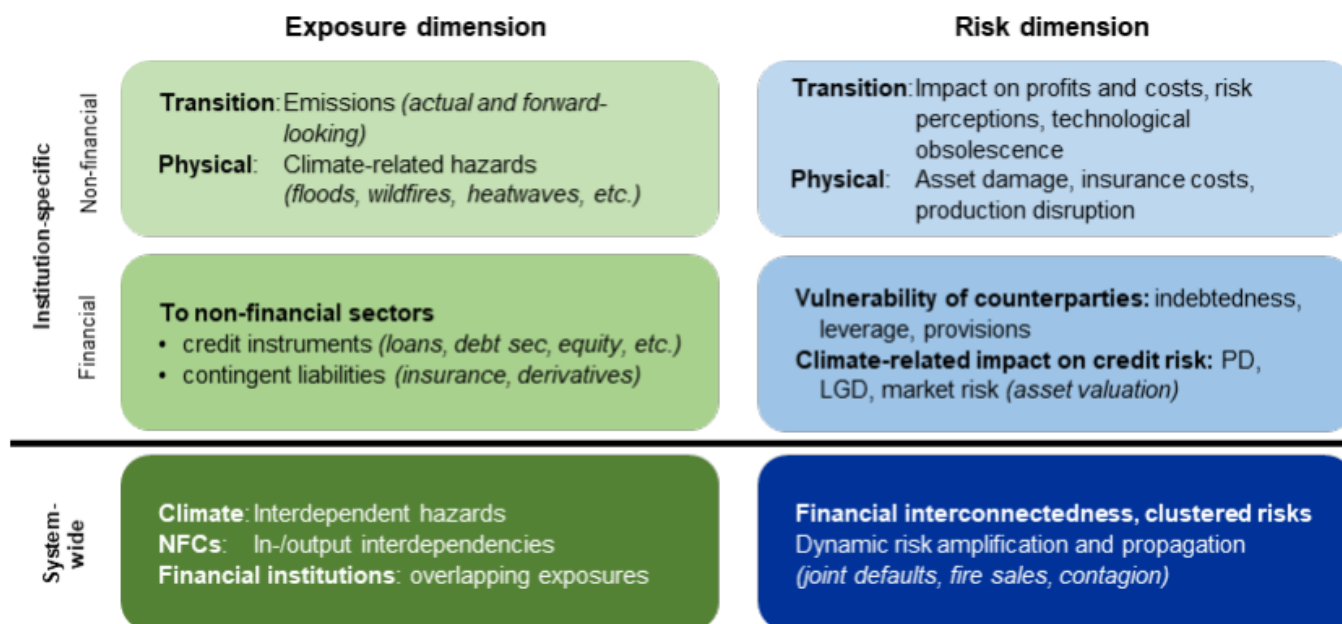 Exposure dimension
Risk dimension
Institution-specific
Non-financial
Transition: Emissions (actual and forward-
looking)
Physical: Climate-related hazards
(floods, wildfires, heatwaves, etc.)
Transition: Impact on profits and costs, risk
perceptions, technological
obsolescence
Physical: Asset damage, insurance costs,
production disruption
Financial
To non-financial sectors
• credit instruments (loans, debt sec, equity, etc.)
• contingent liabilities (insurance, derivatives)
Vulnerability of counterparties: indebtedness,
leverage, provisions
Climate-related impact on credit risk: PD,
LGD, market risk (asset valuation)
System-
wide
Climate: Interdependent hazards
NFCs: In-/output interdependencies
Financial institutions: overlapping exposures
Financial interconnectedness, clustered risks
Dynamic risk amplification and propagation
(joint defaults, fire sales, contagion)